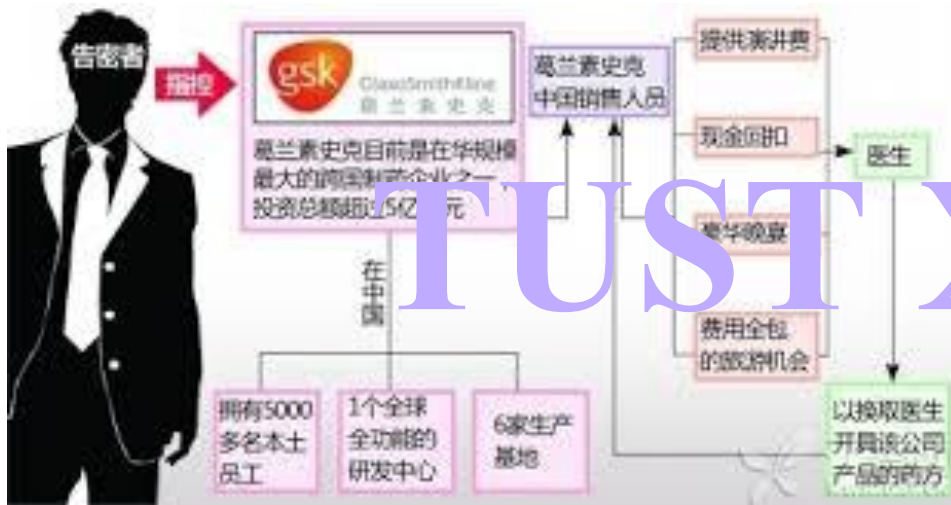 告密者
指控
gsk
GlaxoSmithKline
葛兰素史克
葛兰素史克目前是在华规模
最大的跨国制药企业之一，
投资总额超过5亿元
在中国
拥有5000
多名本土
员工
1个全球
全功能的
研发中心
6家生产
基地
葛兰素史克
中国销售人员
提供演讲费
现金回扣
豪华晚宴
费用全包
的旅游机会
医生
以换取医生
开具该公司
产品的药方
TUST X